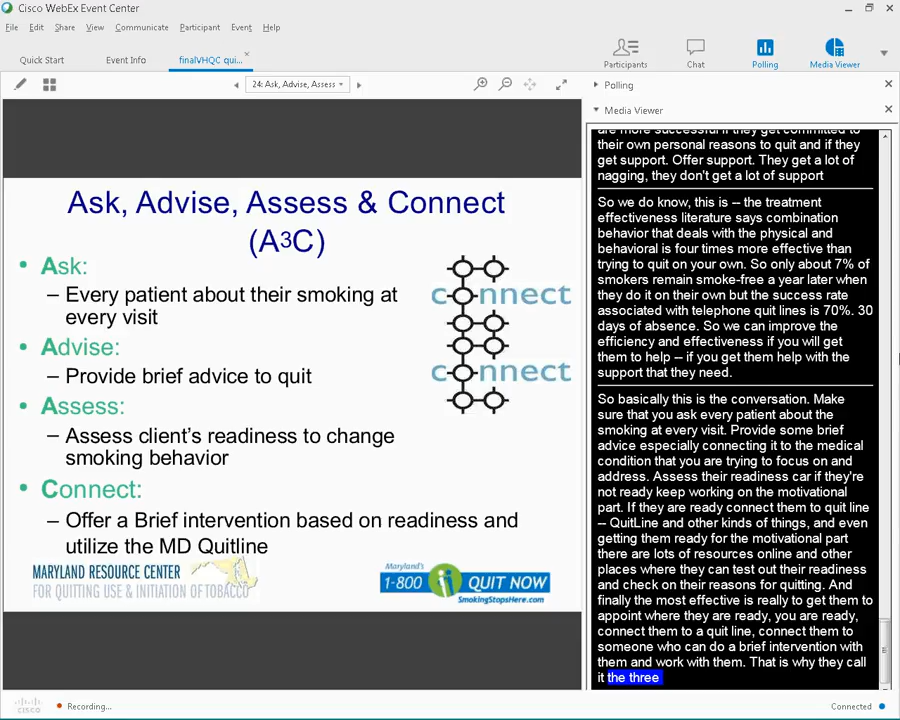 Cisco WebEx Event Center
File Edit Share View Communicate Participant Event Help
Quick Start Event Info finalVHQC qui...
Participants Chat Polling Media Viewer
24: Ask, Advise, Assess
Polling
Media Viewer
Ask, Advise, Assess & Connect
(A3C)
• Ask:
– Every patient about their smoking at
every visit
• Advise:
– Provide brief advice to quit
• Assess:
– Assess client's readiness to change
smoking behavior
• Connect:
– Offer a Brief intervention based on readiness and
utilize the MD Quitline
connect
connect
MARYLAND RESOURCE CENTER
FOR QUITTING USE & INITIATION OF TOBACCO
Maryland's
1-800 QUIT NOW
SmokingStopsHere.com
are more successful if they get committed to
their own personal reasons to quit and if they
get support. Offer support. They get a lot of
nagging, they don't get a lot of support
So we do know, this is -- the treatment
effectiveness literature says combination
behavior that deals with the physical and
behavioral is four times more effective than
trying to quit on your own. So only about 7% of
smokers remain smoke-free a year later when
they do it on their own but the success rate
associated with telephone quit lines is 70%. 30
days of absence. So we can improve the
efficiency and effectiveness if you will get
them to help -- if you get them help with the
support that they need.
So basically this is the conversation. Make
sure that you ask every patient about the
smoking at every visit. Provide some brief
advice especially connecting it to the medical
condition that you are trying to focus on and
address. Assess their readiness car if they're
not ready keep working on the motivational
part. If they are ready connect them to quit line
-- QuitLine and other kinds of things, and even
getting them ready for the motivational part
there are lots of resources online and other
places where they can test out their readiness
and check on their reasons for quitting. And
finally the most effective is really to get them to
appoint where they are ready, you are ready,
connect them to a quit line, connect them to
someone who can do a brief intervention with
them and work with them. That is why they call
it the three
cisco Recording... Connected